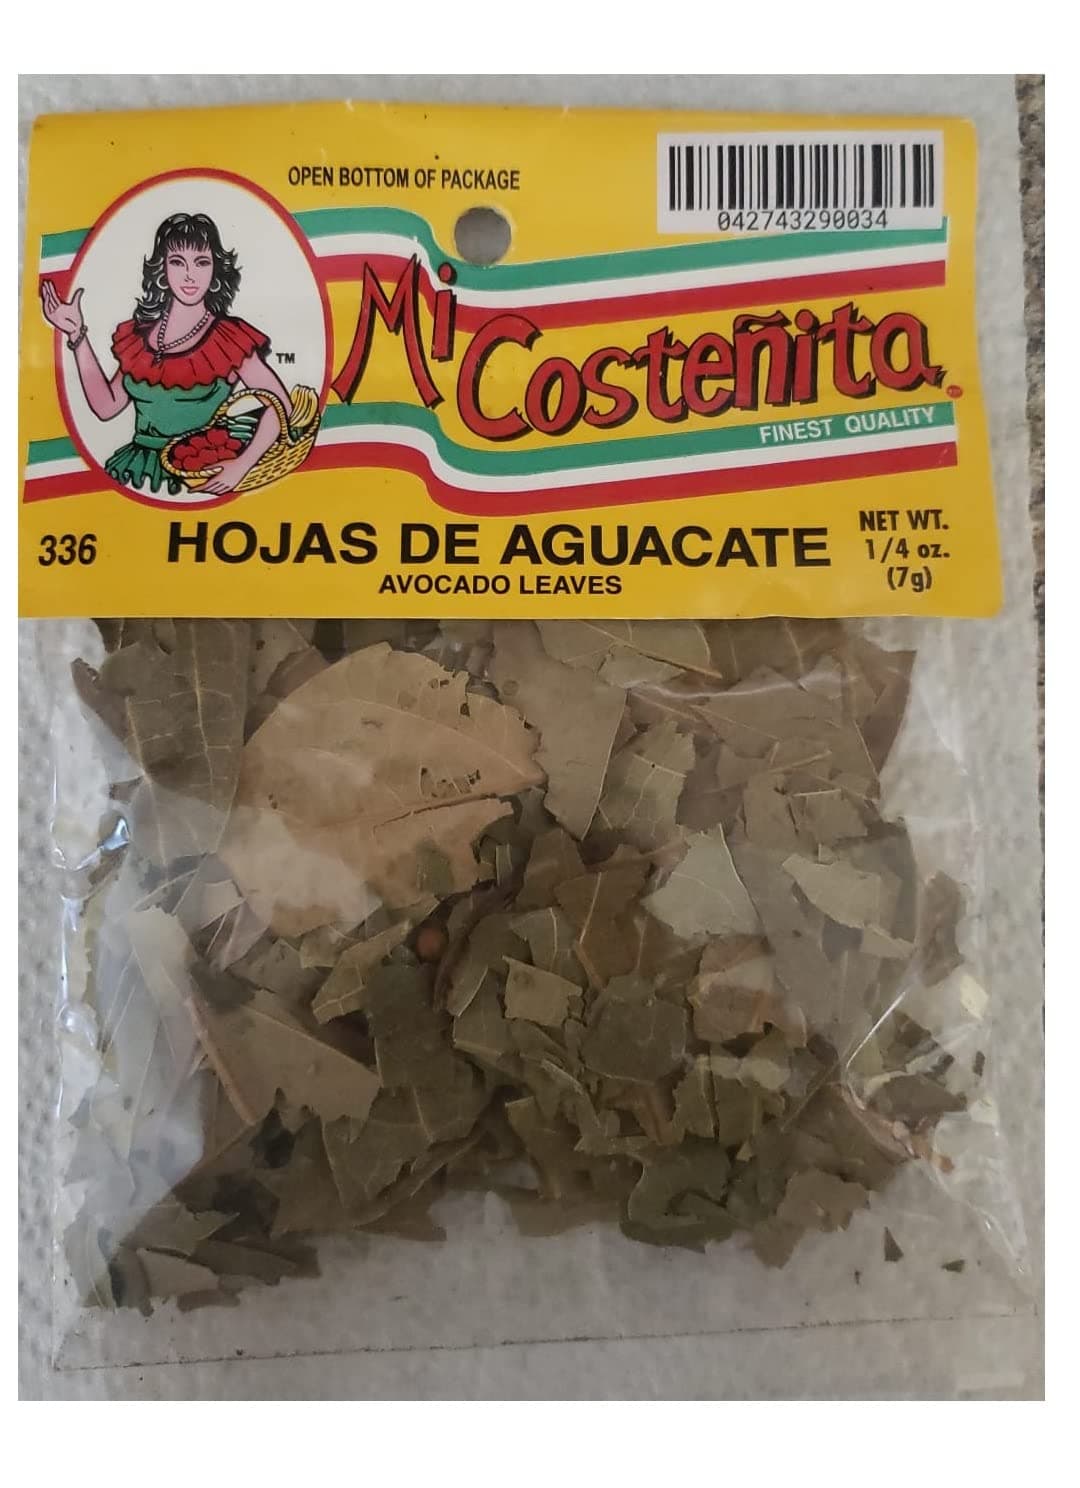 OPEN BOTTOM OF PACKAGE
042743290034
TM
Mi
Costeñita
FINEST QUALITY
336
HOJAS DE AGUACATE
AVOCADO LEAVES
NET WT.
1/4 oz.
(7g)